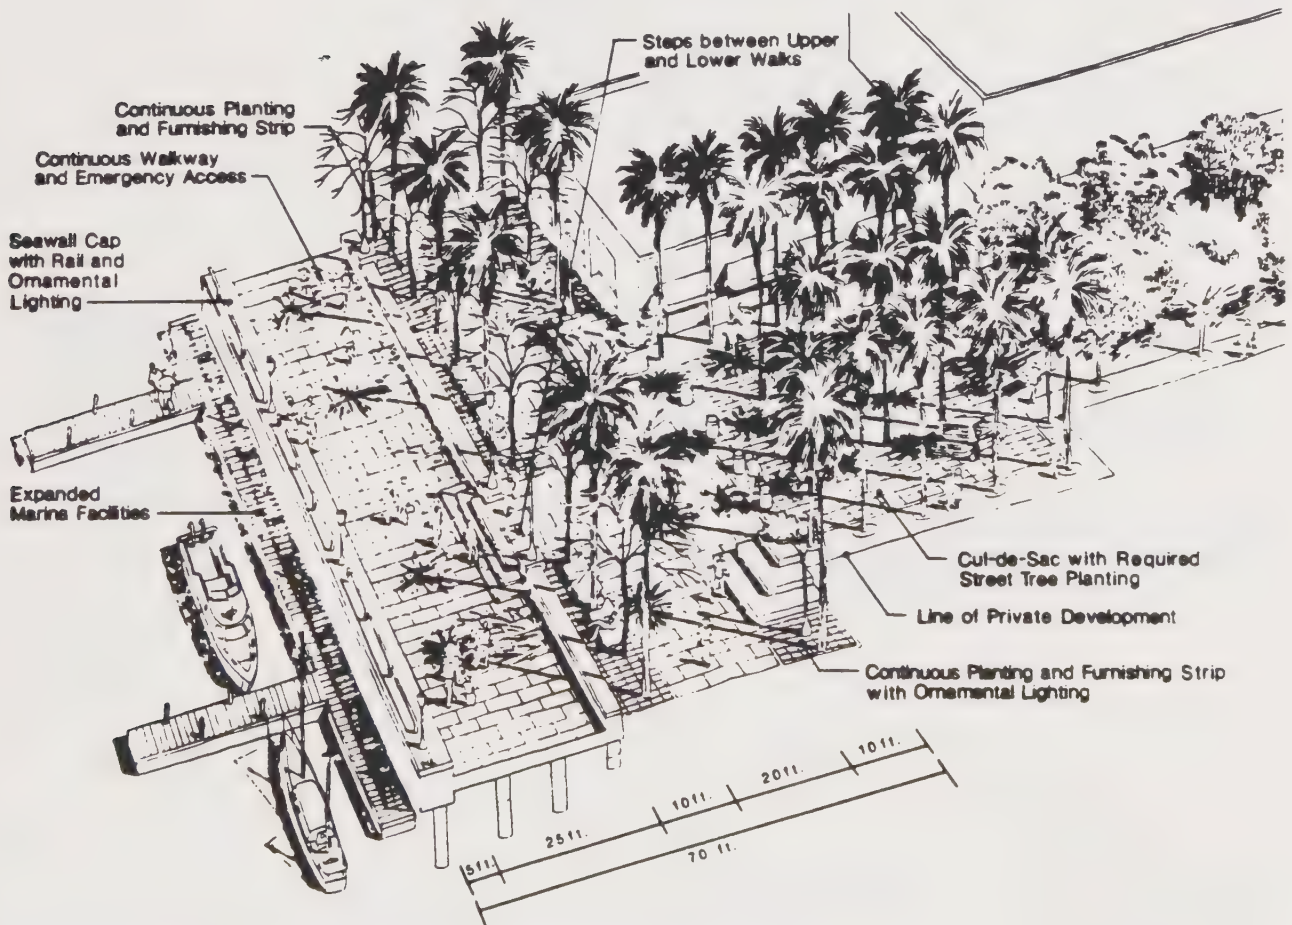 Steps between Upper
and Lower Walks
Continuous Planting
and Furnishing Strip
Continuous Walkway
and Emergency Access
Seawall Cap
with Rail and
Ornamental
Lighting
Expanded
Marina Facilities
Cul-de-Sac with Required
Street Tree Planting
Line of Private Development
Continuous Planting and Furnishing Strip
with Ornamental Lighting
5ft. 25ft. 10ft. 20ft. 10ft.
70 ft.